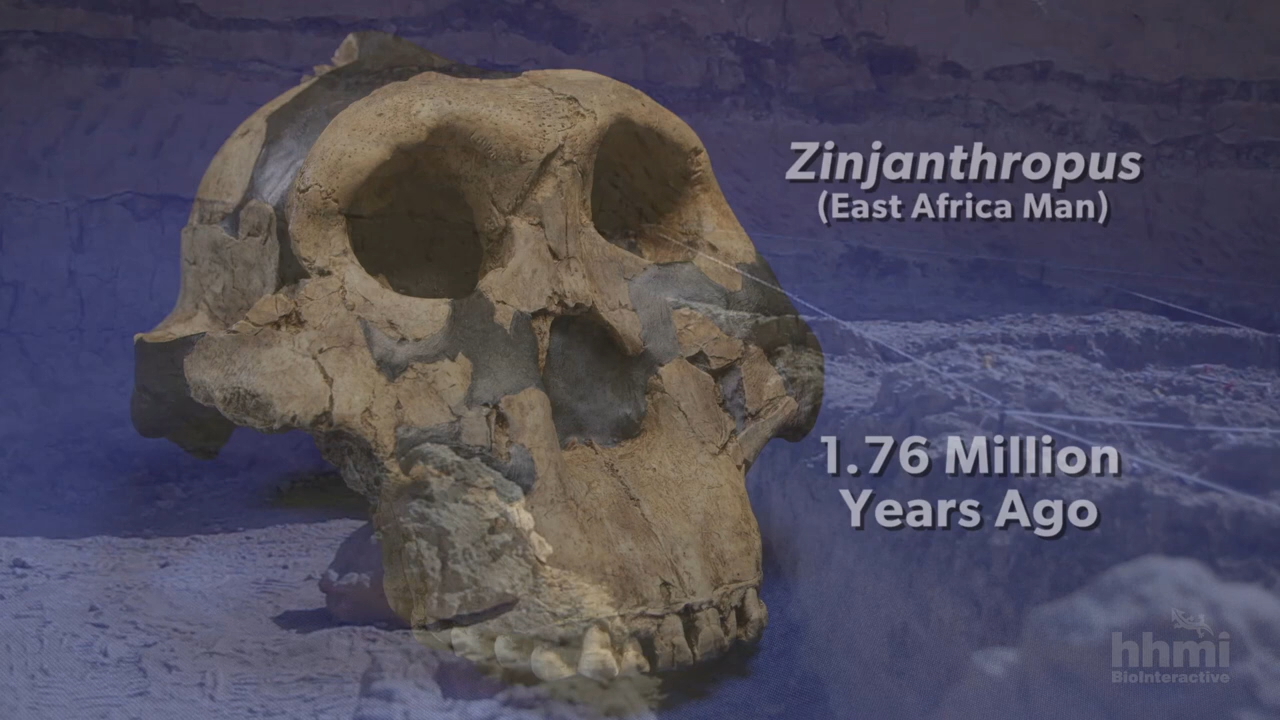 Zinjanthropus
(East Africa Man)
1.76 Million
Years Ago
hhmi
BioInteractive